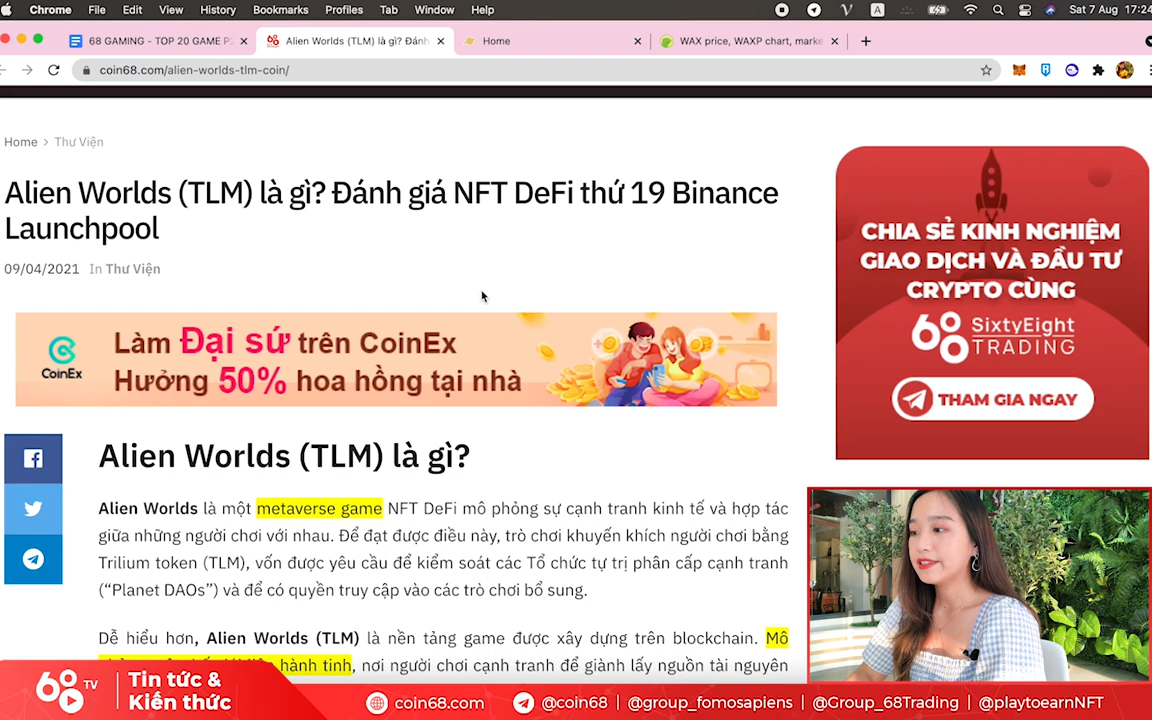 Chrome File Edit View History Bookmarks Profiles Tab Window Help
Sat 7 Aug 17:24
68 GAMING - TOP 20 GAME P2
Alien Worlds (TLM) là gì? Đánh
Home
WAX price, WAXP chart, marke
coin68.com/alien-worlds-tlm-coin/
Home > Thư Viện
Alien Worlds (TLM) là gì? Đánh giá NFT DeFi thứ 19 Binance
Launchpool
09/04/2021 In Thư Viện
CoinEx
Làm Đại sứ trên CoinEx
Hưởng 50% hoa hồng tại nhà
CHIA SẺ KINH NGHIỆM
GIAO DỊCH VÀ ĐẦU TƯ
CRYPTO CÙNG
68 SixtyEight
TRADING
THAM GIA NGAY
Alien Worlds (TLM) là gì?
Alien Worlds là một metaverse game NFT DeFi mô phỏng sự cạnh tranh kinh tế và hợp tác
giữa những người chơi với nhau. Để đạt được điều này, trò chơi khuyến khích người chơi bằng
Trilium token (TLM), vốn được yêu cầu để kiểm soát các Tổ chức tự trị phân cấp cạnh tranh
(“Planet DAOs”) và để có quyền truy cập vào các trò chơi bổ sung.
Dễ hiểu hơn, Alien Worlds (TLM) là nền tảng game được xây dựng trên blockchain. Mô
hành tinh, nơi người chơi cạnh tranh để giành lấy nguồn tài nguyên
68 TV
Tin tức &
Kiến thức
coin68.com
@coin68 | @group_fomosapiens | @Group_68Trading | @playtoearnNFT